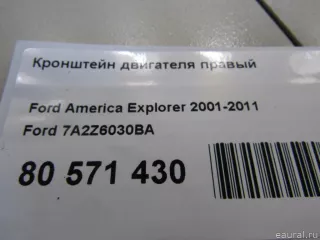 Кронштейн двигателя правый
Ford America Explorer 2001-2011
Ford 7A2Z6030BA
80 571 430
© eaural.ru